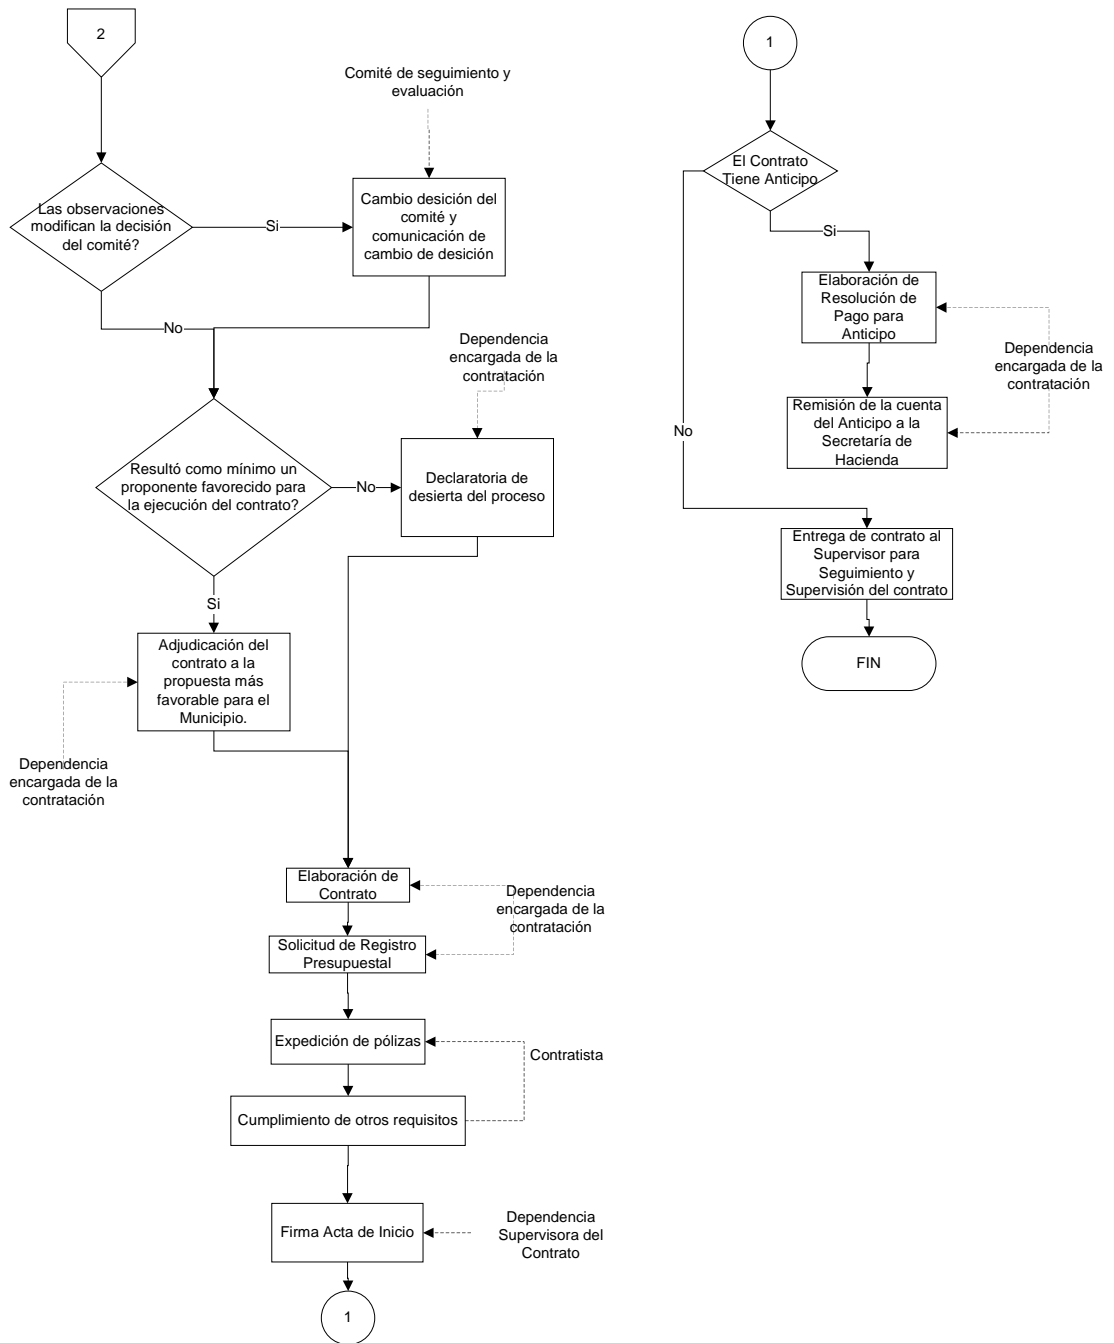 2
Comité de seguimiento y
evaluación
Las observaciones
modifican la decisión
del comité?
Si
Cambio desición del
comité y
comunicación de
cambio de desición
No
Dependencia
encargada de la
contratación
Resultó como mínimo un
proponente favorecido para
la ejecución del contrato?
No
Declaratoria de
desierta del proceso
Si
Adjudicación del
contrato a la
propuesta más
favorable para el
Municipio.
Dependencia
encargada de la
contratación
Elaboración de
Contrato
Dependencia
encargada de la
contratación
Solicitud de Registro
Presupuestal
Expedición de pólizas
Contratista
Cumplimiento de otros requisitos
Firma Acta de Inicio
Dependencia
Supervisora del
Contrato
1
1
El Contrato
Tiene Anticipo
Si
Elaboración de
Resolución de
Pago para
Anticipo
Dependencia
encargada de la
contratación
Remisión de la cuenta
del Anticipo a la
Secretaría de
Hacienda
No
Entrega de contrato al
Supervisor para
Seguimiento y
Supervisión del contrato
FIN